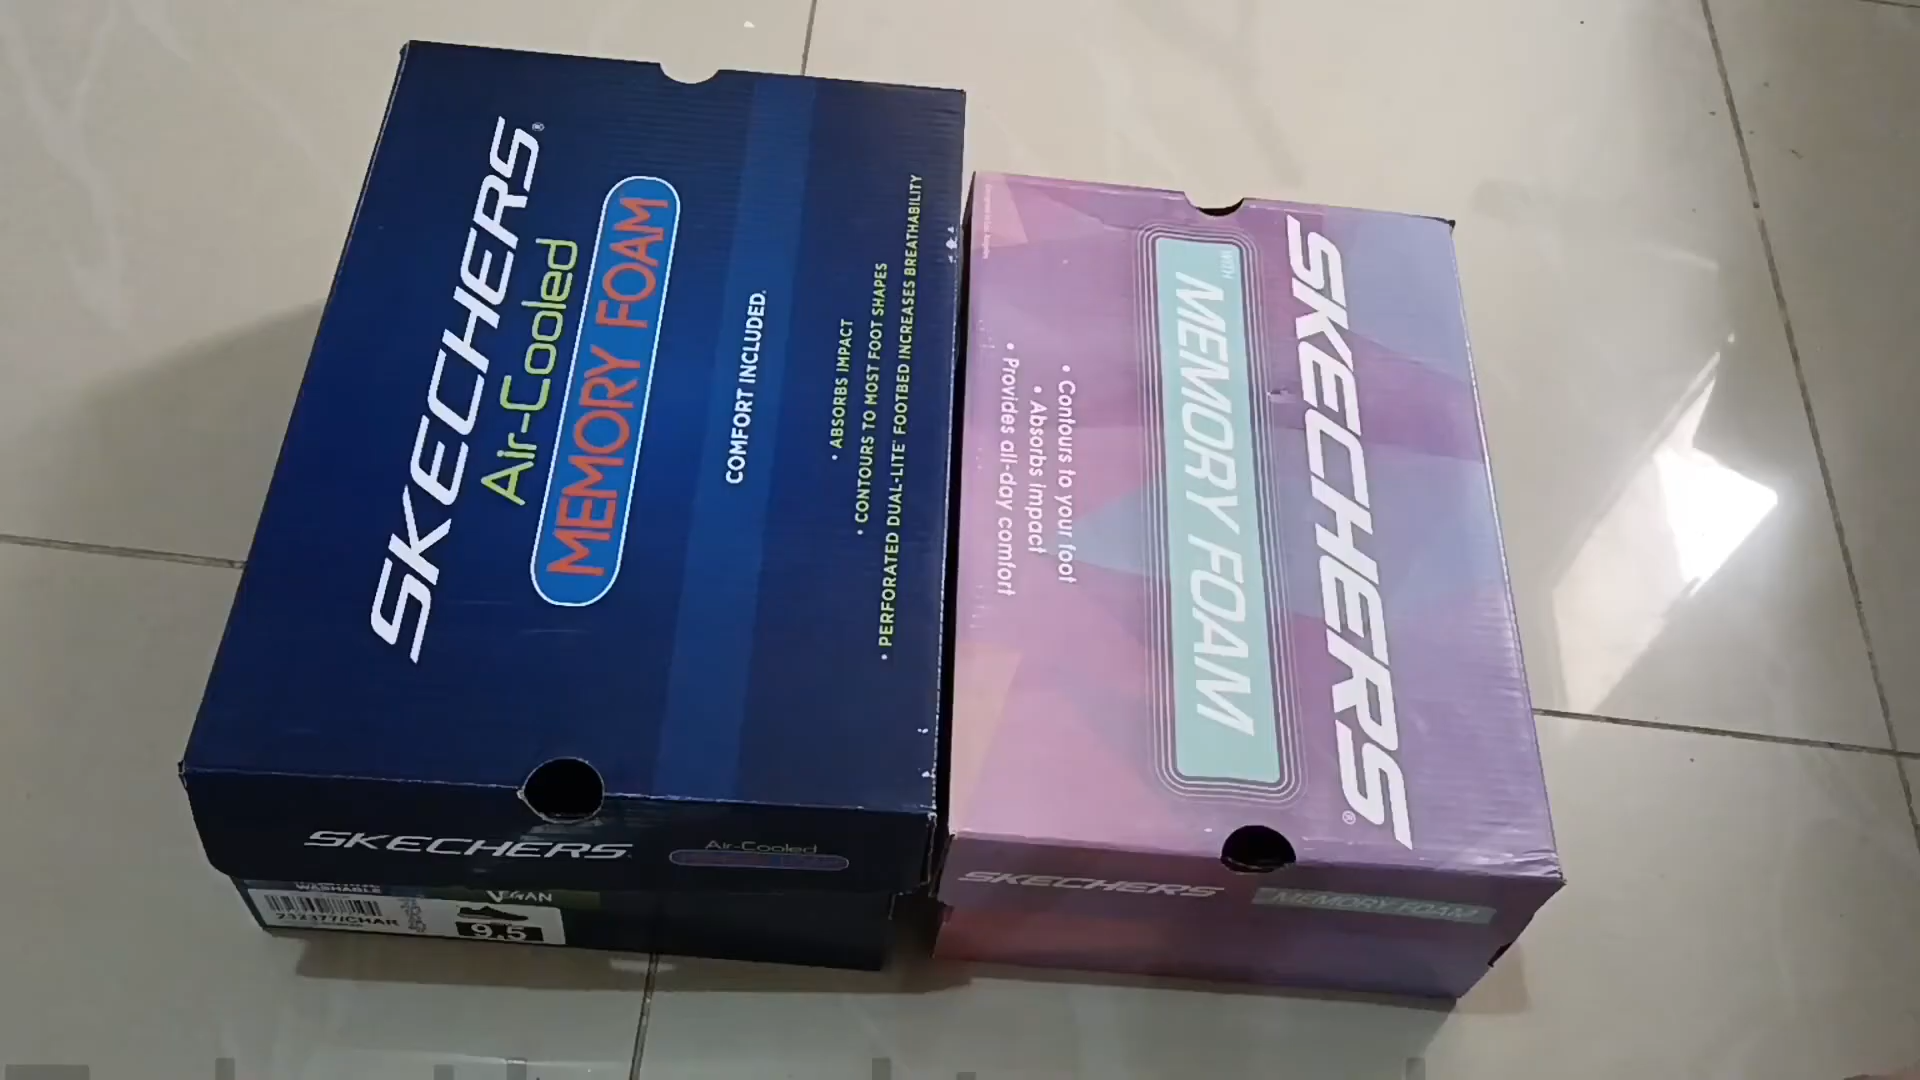 SKECHERS®
Air-Cooled
MEMORY FOAM
COMFORT INCLUDED.
• ABSORBS IMPACT
• CONTOURS TO MOST FOOT SHAPES
• PERFORATED DUAL-LITE FOOTBED INCREASES BREATHABILITY
SKECHERS
Air-Cooled
WASHABLE
VEGAN
232377/CHAR
9.5
SKECHERS®
WITH
MEMORY FOAM
• Contours to your foot
• Absorbs impact
• Provides all-day comfort
SKECHERS
MEMORY FOAM